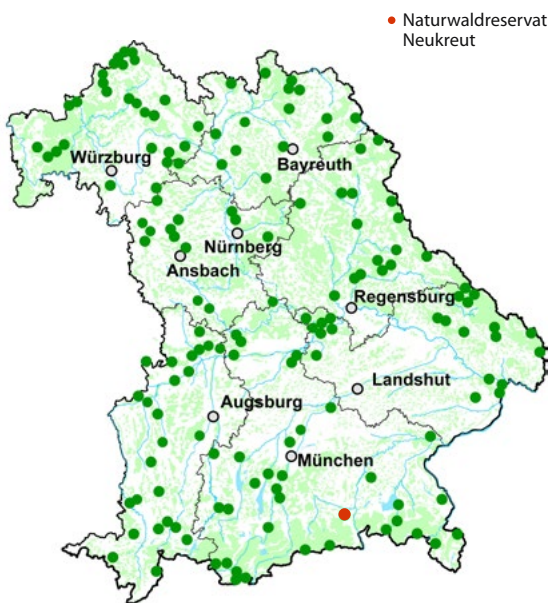 Naturwaldreservat
Neukreut
Würzburg
Bayreuth
Nürnberg
Ansbach
Regensburg
Landshut
Augsburg
München